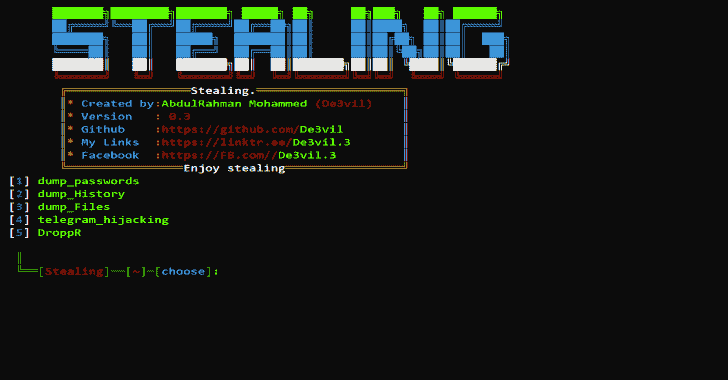 STEALING
Stealing.
* Created by:AbdulRahman Mohammed (De3vil)
* Version : 0.3
* Github :https://github.com/De3vil
* My Links :https://linktr.ee/De3vil.3
* Facebook :https://FB.com//De3vil.3
Enjoy stealing
[1] dump_passwords
[2] dump_History
[3] dump_Files
[4] telegram_hijacking
[5] DroppR
[Stealing]~~[~]~[choose]: